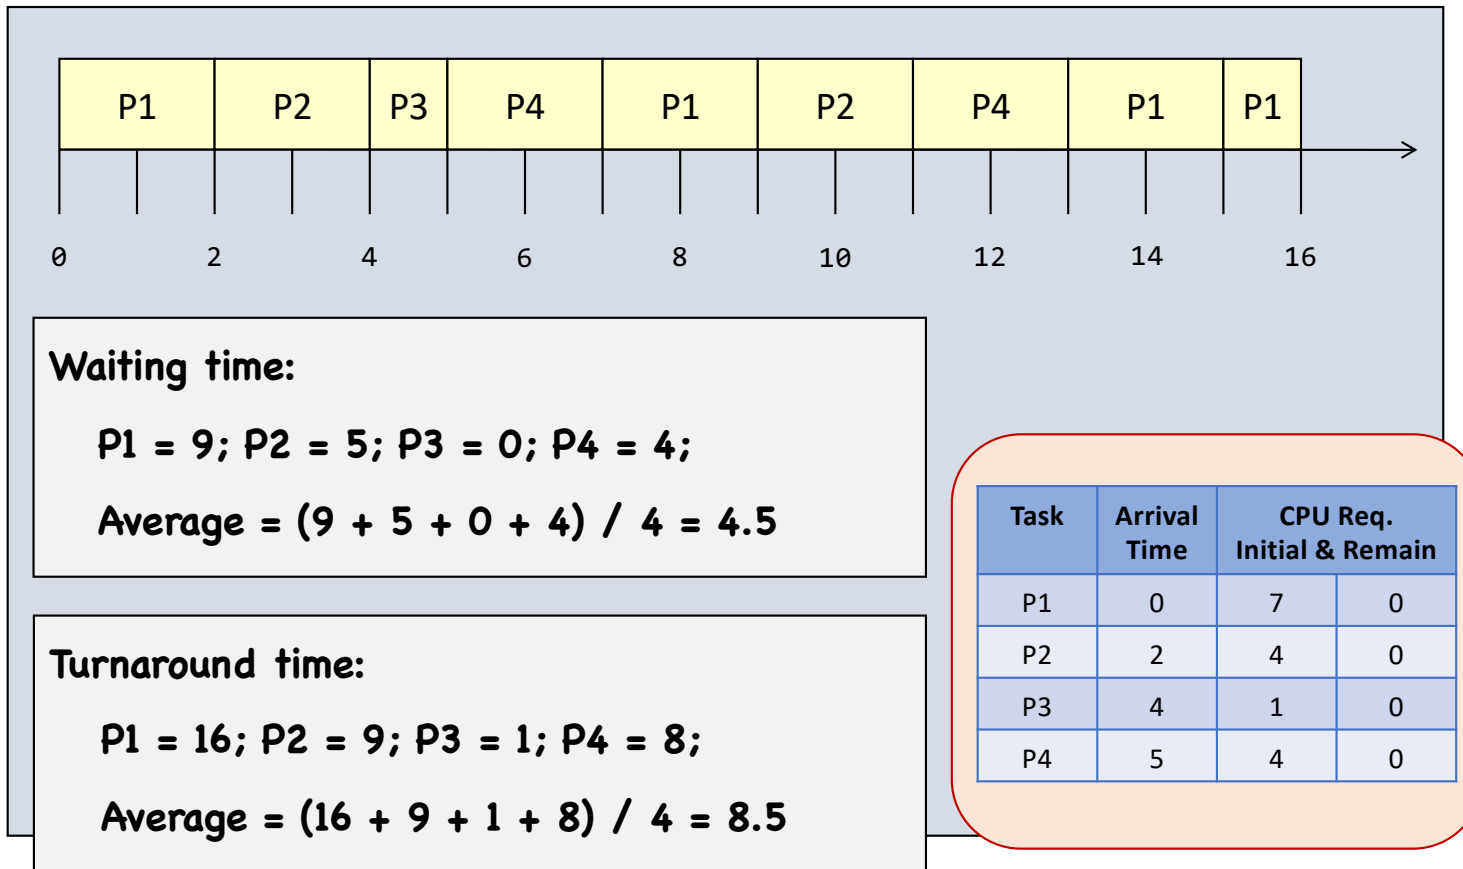 P1 P2 P3 P4 P1 P2 P4 P1 P1
0 2 4 6 8 10 12 14 16
Waiting time:
P1 = 9; P2 = 5; P3 = 0; P4 = 4;
Average = (9 + 5 + 0 + 4) / 4 = 4.5
Turnaround time:
P1 = 16; P2 = 9; P3 = 1; P4 = 8;
Average = (16 + 9 + 1 + 8) / 4 = 8.5
Task Arrival CPU Req.
Time Initial & Remain
P1 0 7 0
P2 2 4 0
P3 4 1 0
P4 5 4 0